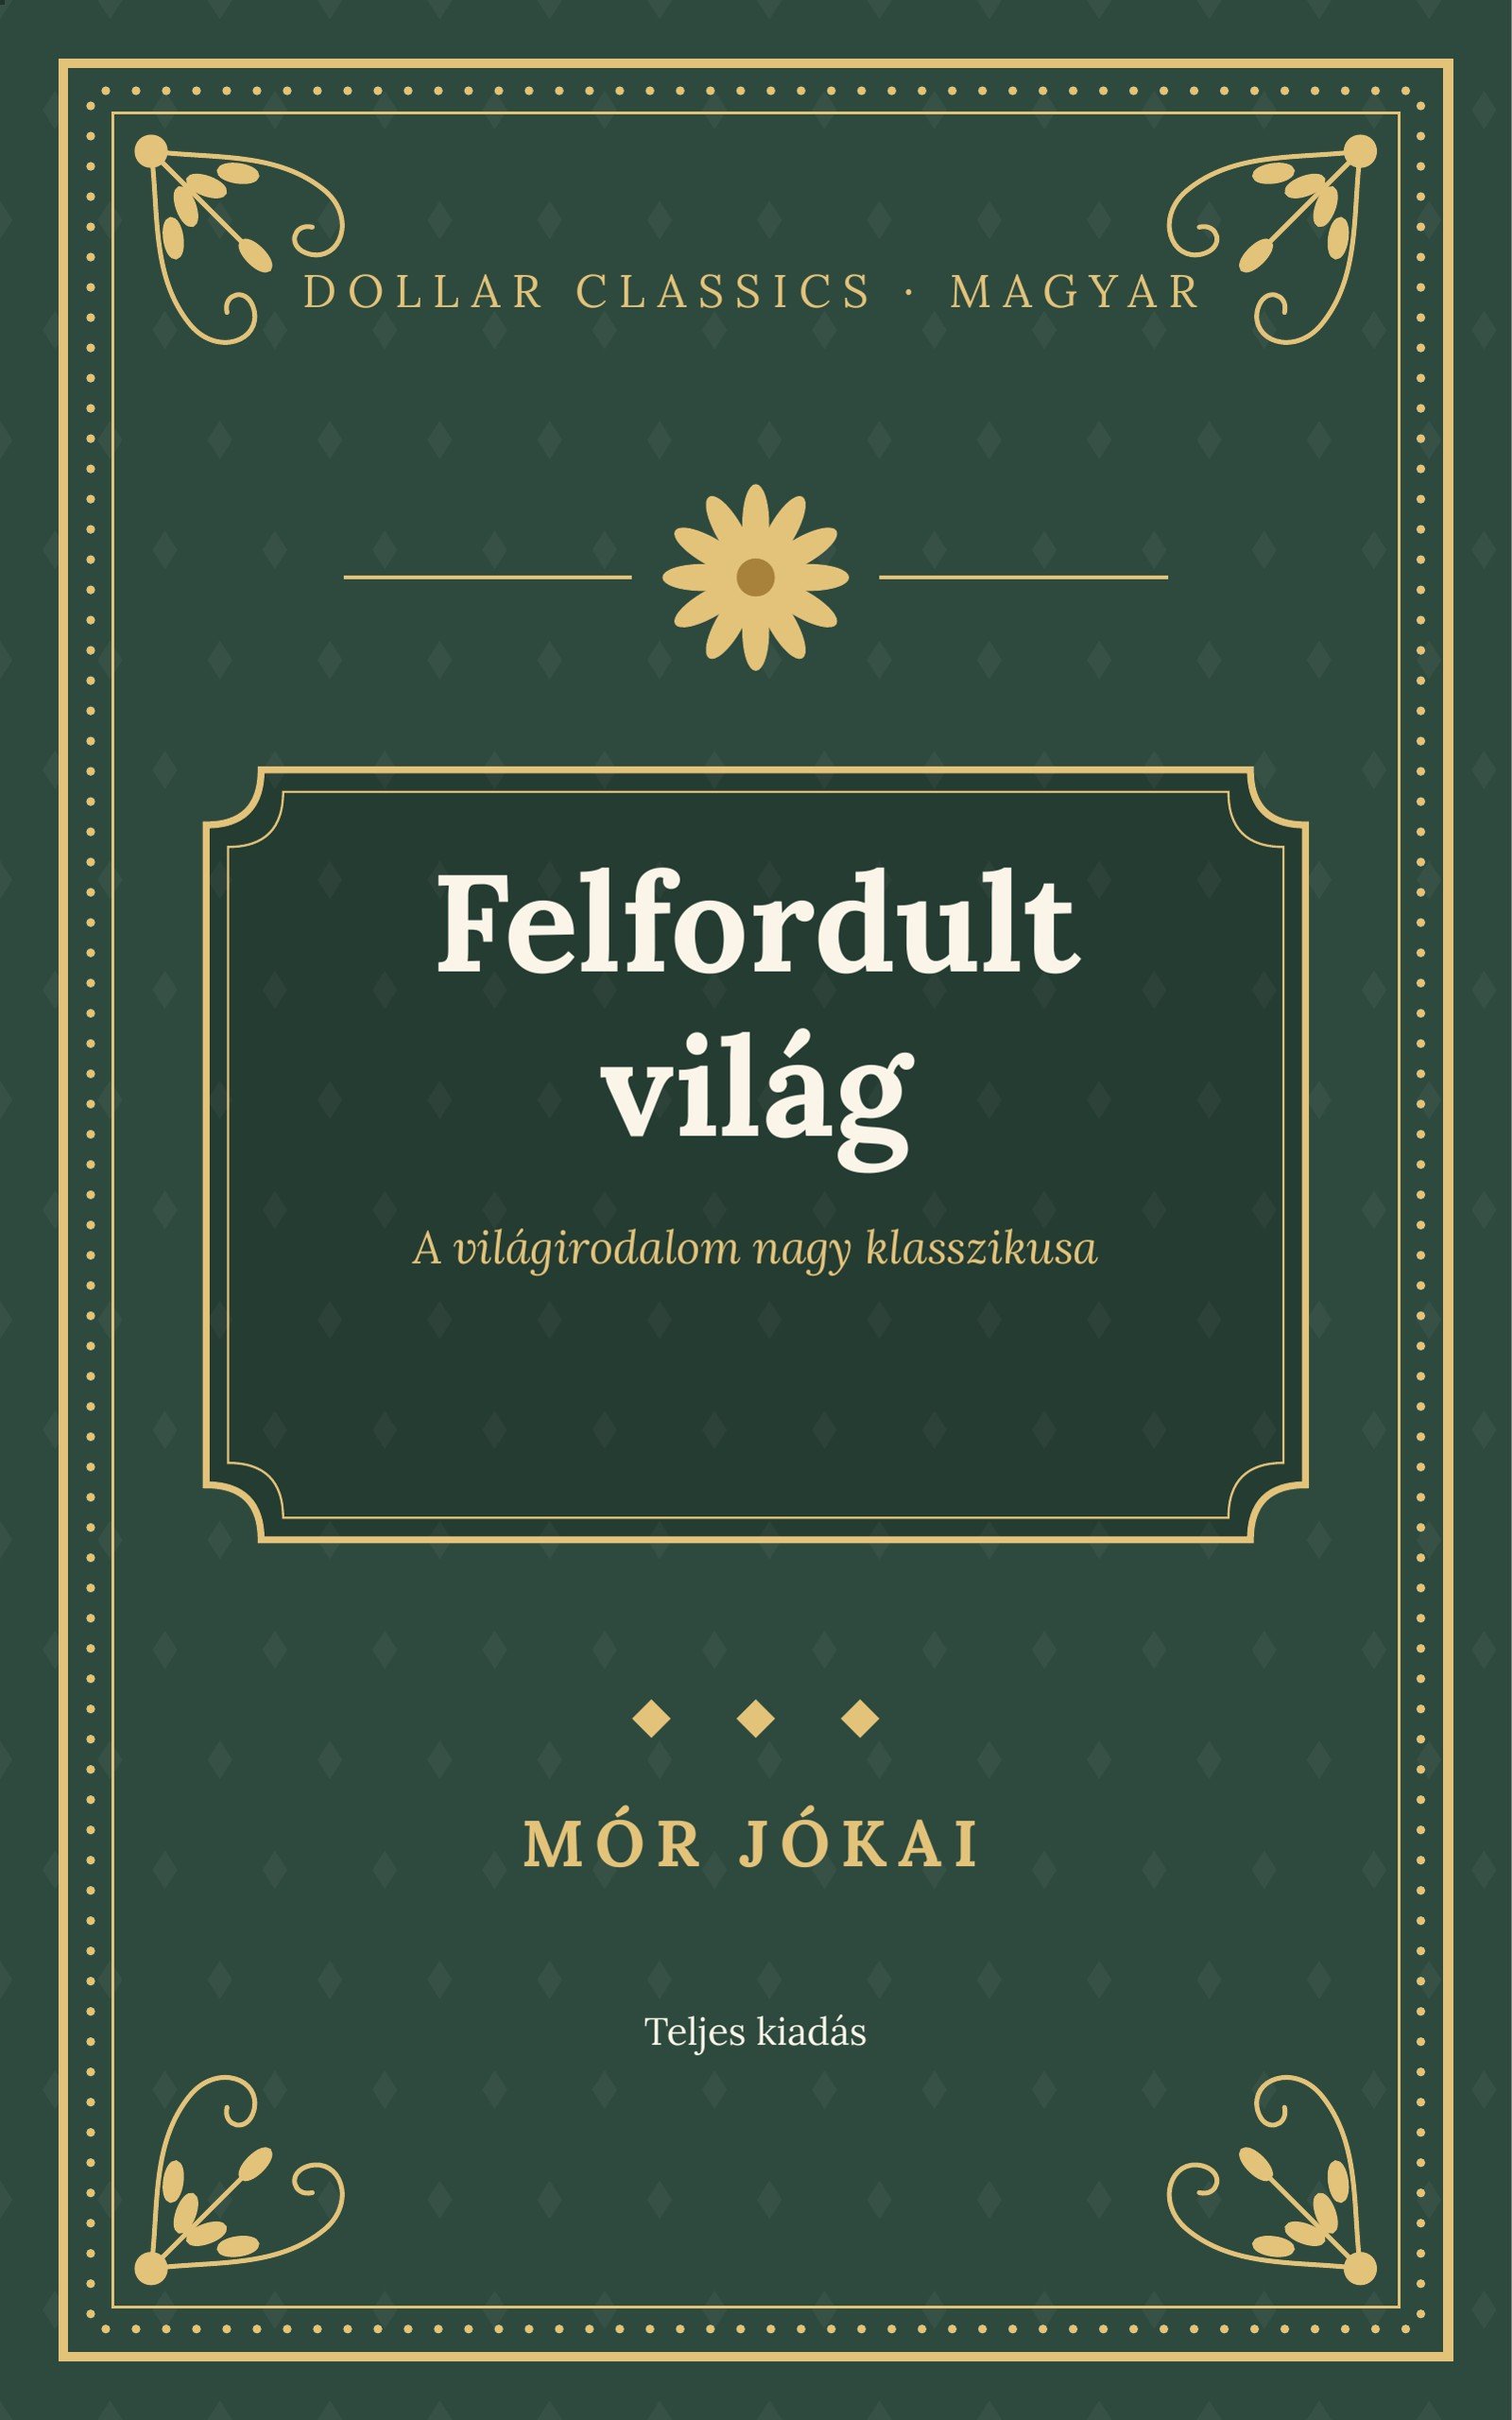 DOLLAR CLASSICS · MAGYAR
Felfordult
világ
A világirodalom nagy klasszikusa
MÓR JÓKAI
Teljes kiadás